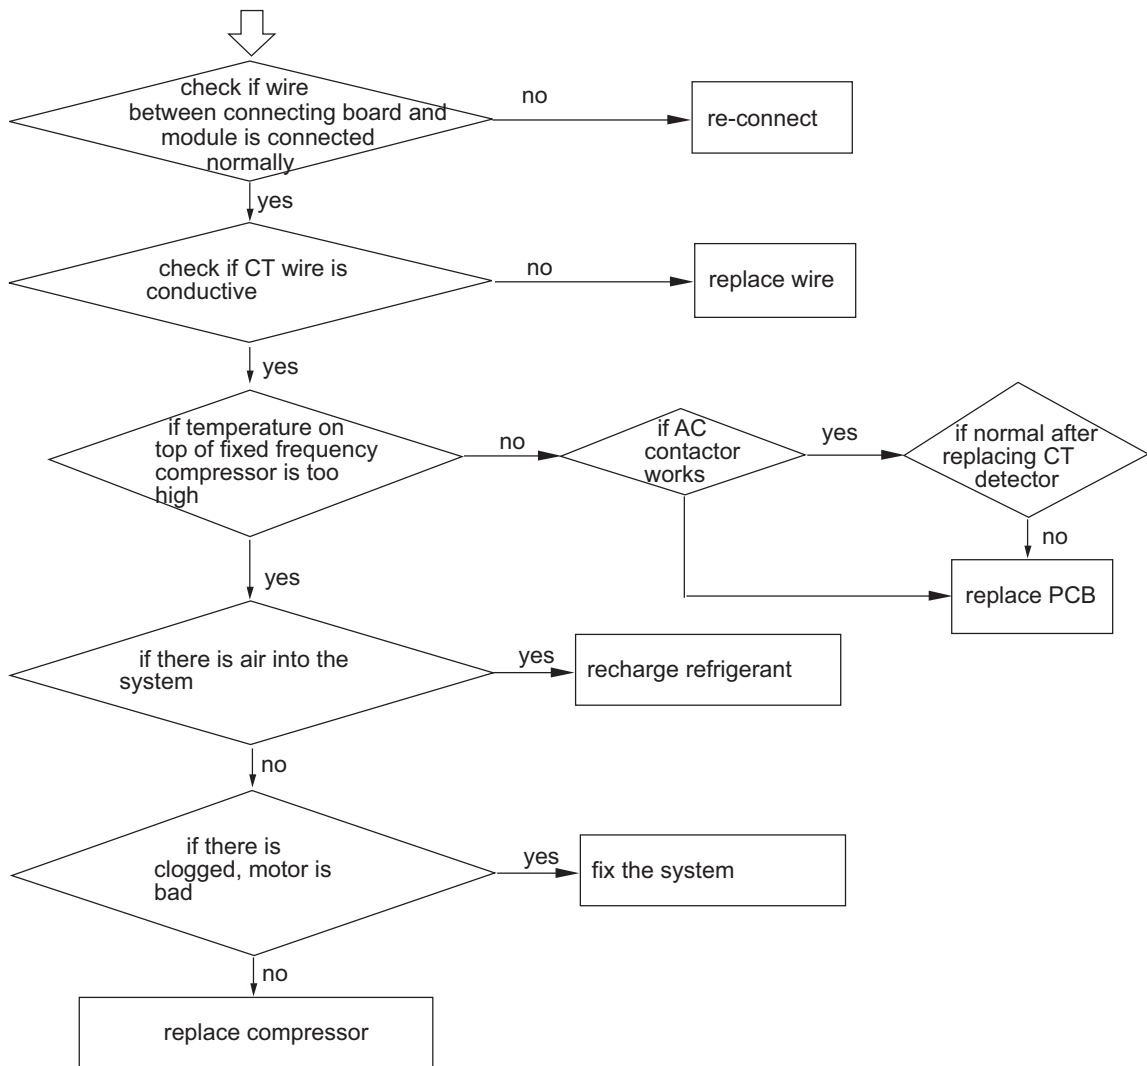 check if wire
between connecting board and
module is connected
normally
no
re-connect
yes
check if CT wire is
conductive
no
replace wire
yes
if temperature on
top of fixed frequency
compressor is too
high
no
if AC
contactor
works
yes
if normal after
replacing CT
detector
no
replace PCB
yes
if there is air into the
system
yes
recharge refrigerant
no
if there is
clogged, motor is
bad
yes
fix the system
no
replace compressor